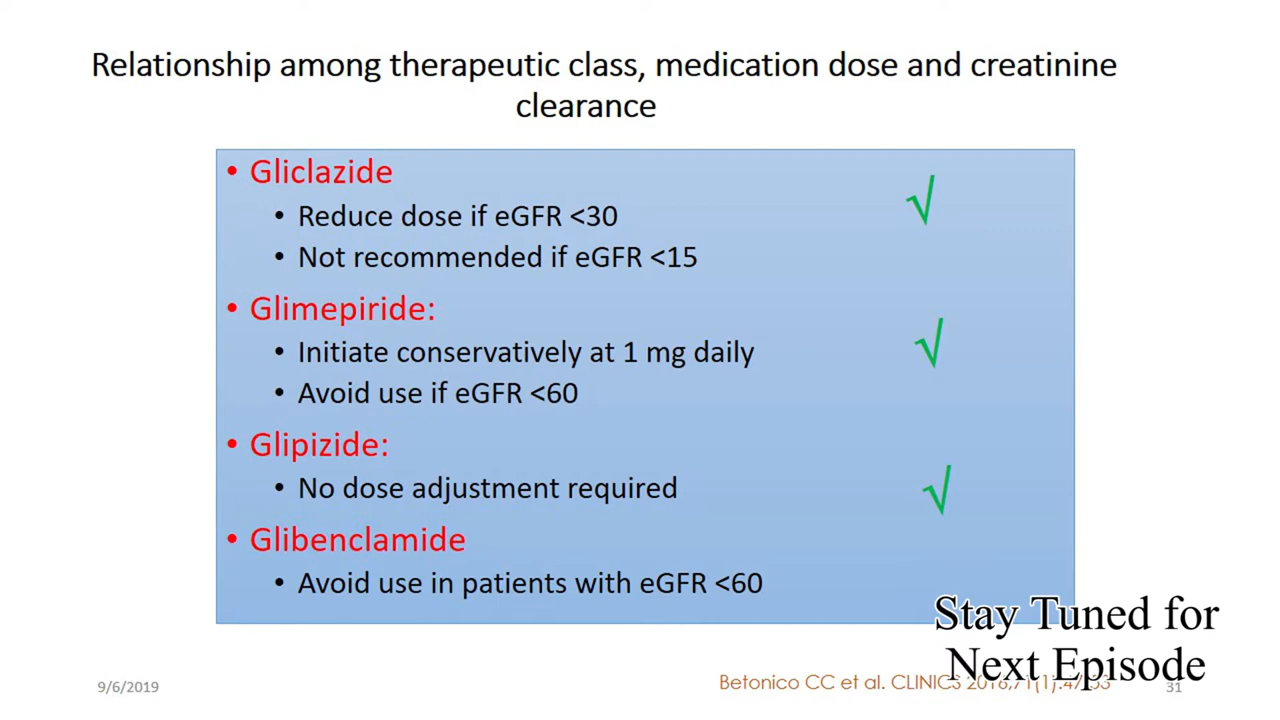 Relationship among therapeutic class, medication dose and creatinine
clearance
• Gliclazide
√
• Reduce dose if eGFR <30
• Not recommended if eGFR <15
• Glimepiride:
√
• Initiate conservatively at 1 mg daily
• Avoid use if eGFR <60
• Glipizide:
√
• No dose adjustment required
• Glibenclamide
• Avoid use in patients with eGFR <60
Stay Tuned for
Next Episode
9/6/2019
Betonico CC et al. CLINICS
31